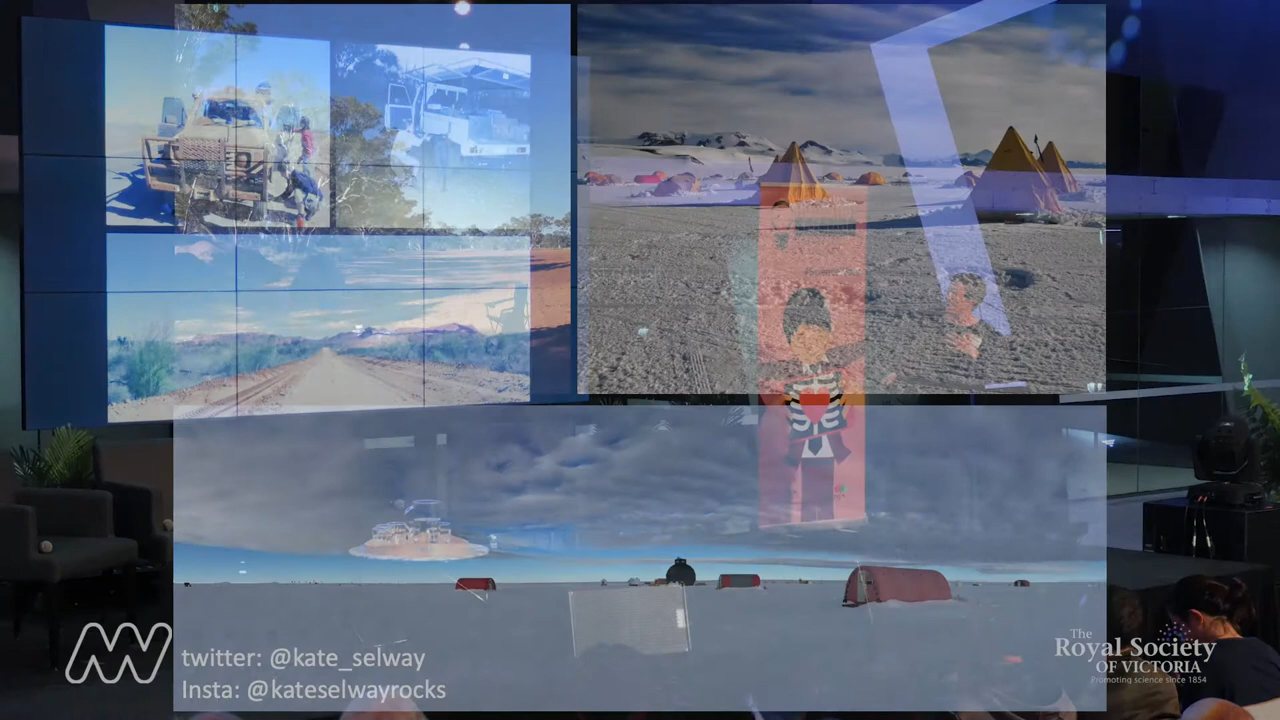 twitter: @kate_selway
Insta: @kateselwayrocks
The
Royal Society
OF VICTORIA
Promoting science since 1854